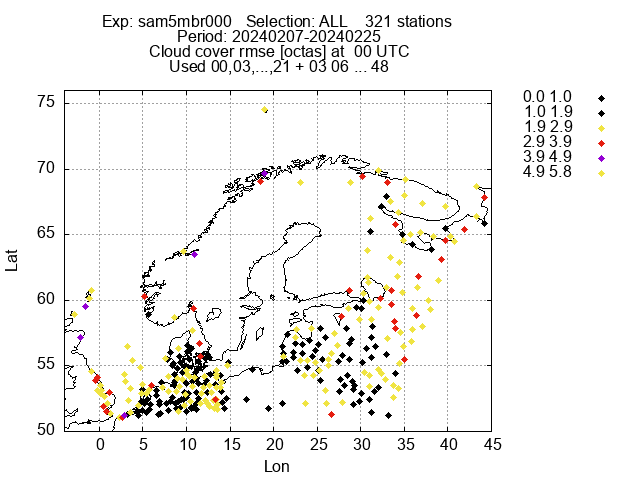 Exp: sam5mbr000 Selection: ALL 321 stations
Period: 20240207-20240225
Cloud cover rmse [octas] at 00 UTC
Used 00,03,...,21 + 03 06 ... 48
0.0 1.0
1.0 1.9
1.9 2.9
2.9 3.9
3.9 4.9
4.9 5.8
75
70
65
60
55
50
Lat
0 5 10 15 20 25 30 35 40 45
Lon